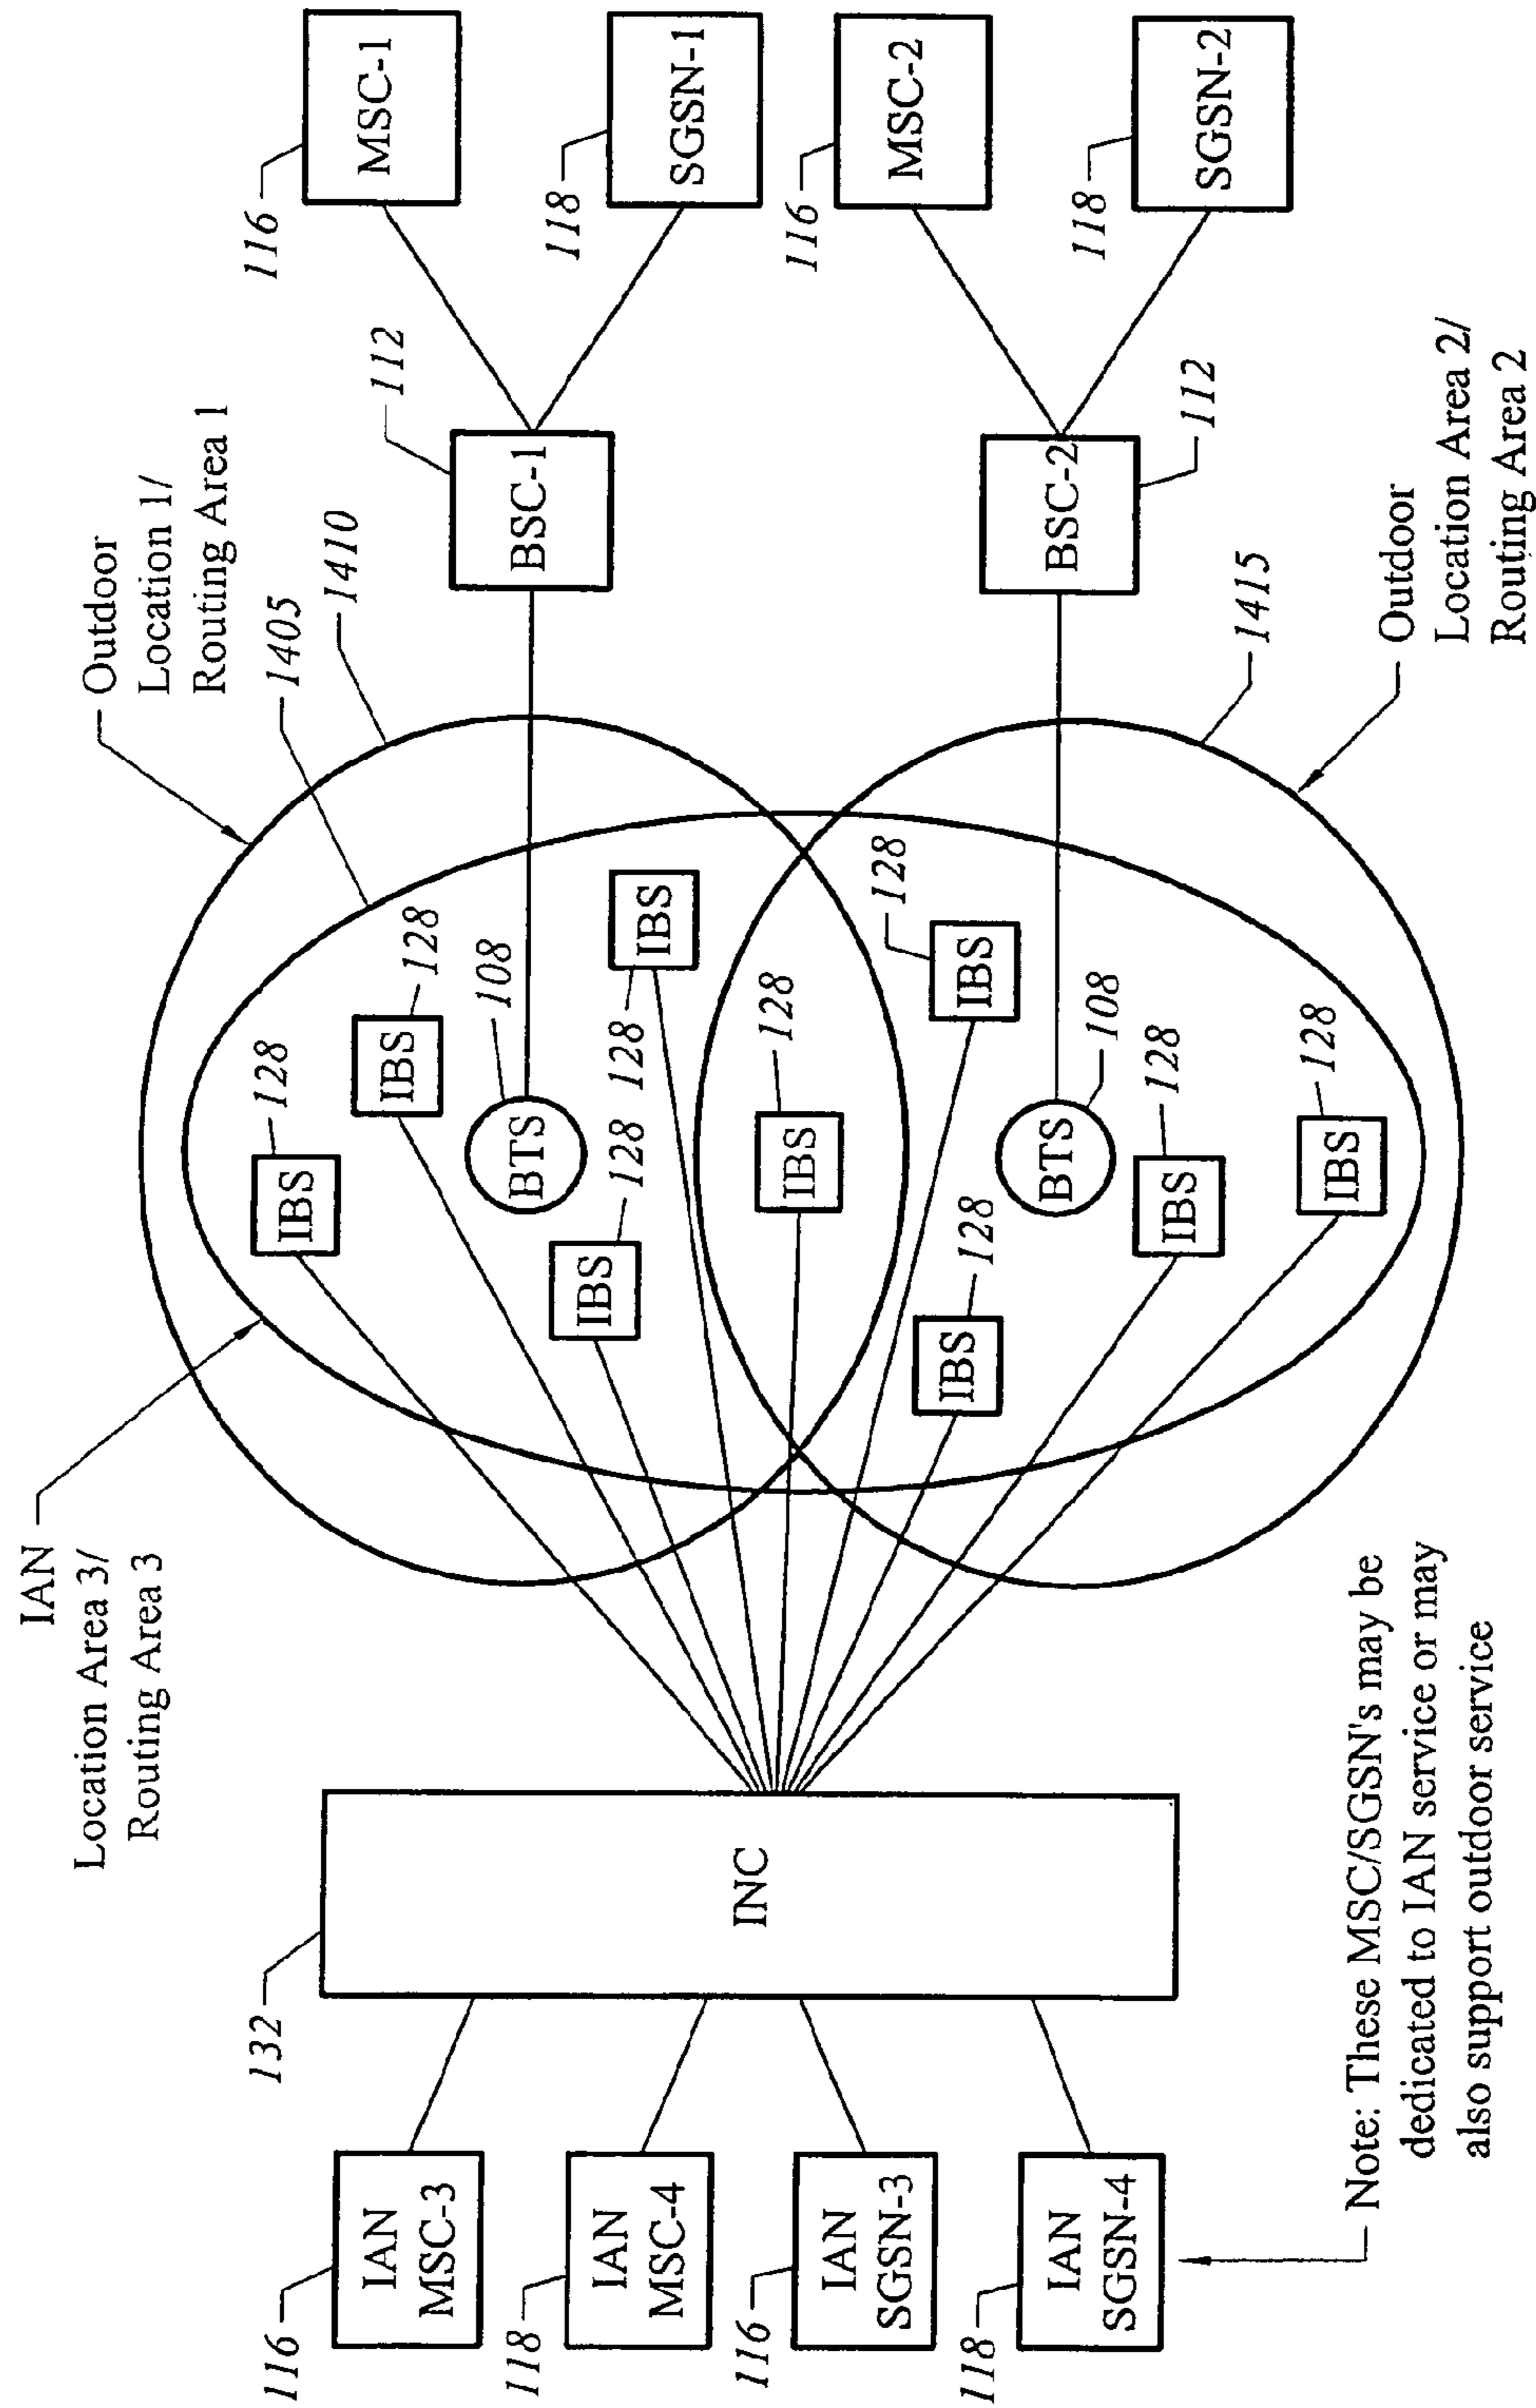 IAN
Location Area 3/
Routing Area 3
Outdoor
Location 1/
Routing Area 1
1405
1410
116
IAN
MSC-3
118
IAN
MSC-4
116
IAN
SGSN-3
118
IAN
SGSN-4
132
INC
128
IBS
128
IBS
108
BTS
128
IBS
128
IBS
128
IBS
128
IBS
128
IBS
108
BTS
128
IBS
128
IBS
112
BSC-1
BSC-2
112
116
MSC-1
118
SGSN-1
116
MSC-2
118
SGSN-2
1415
Outdoor
Location Area 2/
Routing Area 2
Note: These MSC/SGSN's may be
dedicated to IAN service or may
also support outdoor service